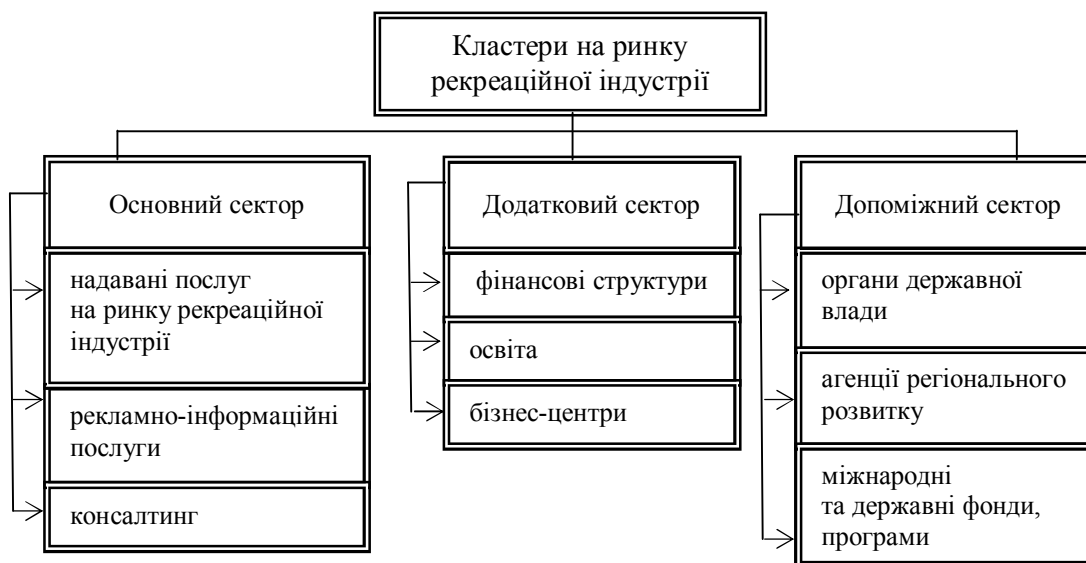 Кластери на ринку
рекреаційної індустрії
Основний сектор
надавані послуг
на ринку рекреаційної
індустрії
рекламно-інформаційні
послуги
консалтинг
Додатковий сектор
фінансові структури
освіта
бізнес-центри
Допоміжний сектор
органи державної
влади
агенції регіонального
розвитку
міжнародні
та державні фонди,
програми